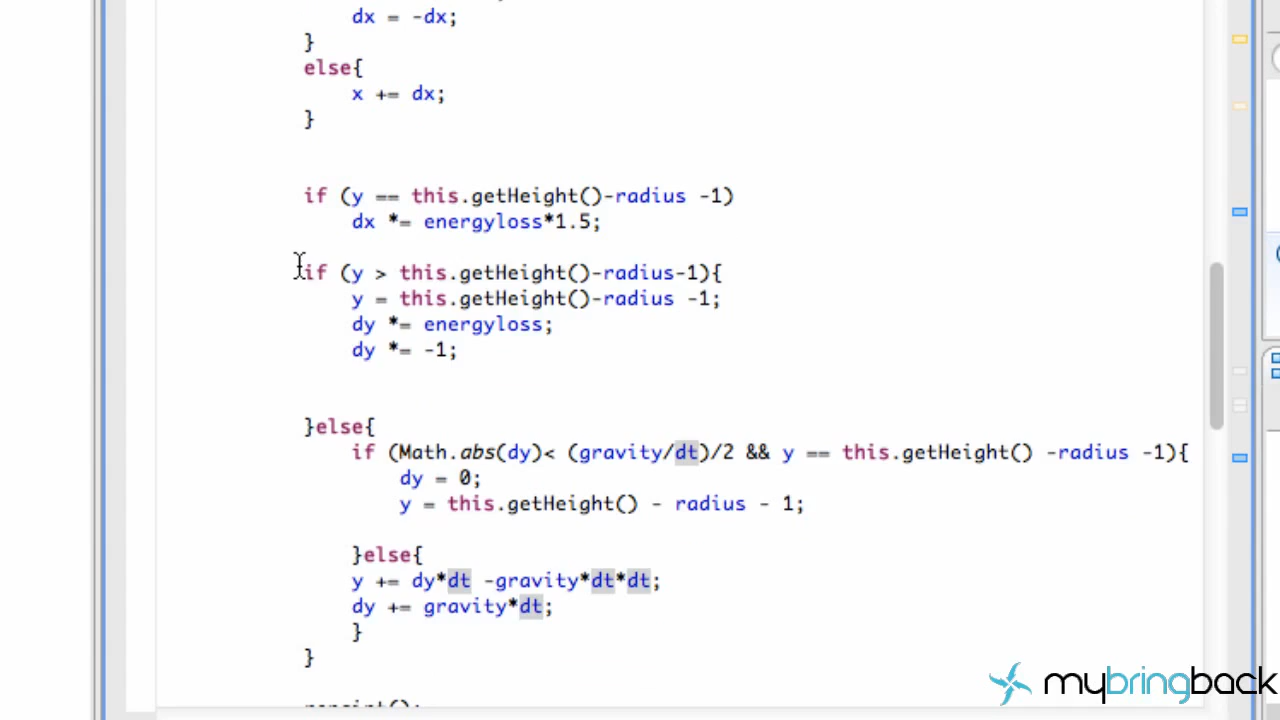 dx = -dx;
}
else{
x += dx;
}
if (y == this.getHeight()-radius -1)
dx *= energyloss*1.5;
if (y > this.getHeight()-radius-1){
y = this.getHeight()-radius -1;
dy *= energyloss;
dy *= -1;
}else{
if (Math.abs(dy)< (gravity/dt)/2 && y == this.getHeight() -radius -1){
dy = 0;
y = this.getHeight() - radius - 1;
}else{
y += dy*dt -gravity*dt*dt;
dy += gravity*dt;
}
}
repaint();
mybringback